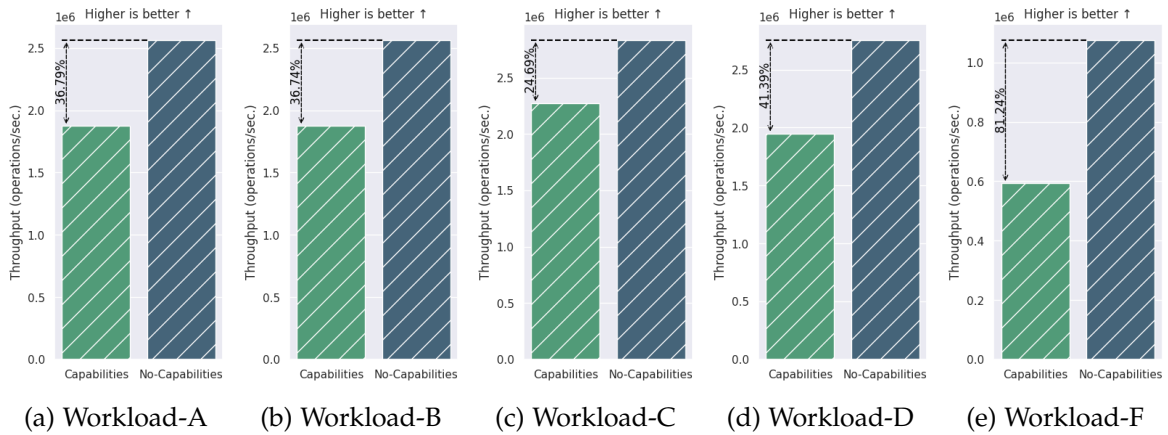 Higher is better ↑
1e6
Throughput (operations/sec.)
2.5
2.0
1.5
1.0
0.5
0.0
36.79%
Capabilities
No-Capabilities
(a) Workload-A
Higher is better ↑
1e6
Throughput (operations/sec.)
2.5
2.0
1.5
1.0
0.5
0.0
36.74%
Capabilities
No-Capabilities
(b) Workload-B
Higher is better ↑
1e6
Throughput (operations/sec.)
2.5
2.0
1.5
1.0
0.5
0.0
24.69%
Capabilities
No-Capabilities
(c) Workload-C
Higher is better ↑
1e6
Throughput (operations/sec.)
2.5
2.0
1.5
1.0
0.5
0.0
41.39%
Capabilities
No-Capabilities
(d) Workload-D
Higher is better ↑
1e6
Throughput (operations/sec.)
1.0
0.8
0.6
0.4
0.2
0.0
81.24%
Capabilities
No-Capabilities
(e) Workload-F